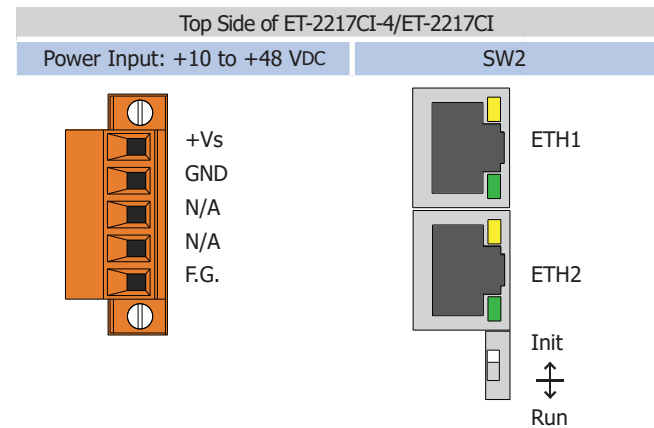 Top Side of ET-2217CI-4/ET-2217CI
Power Input: +10 to +48 VDC
SW2
+Vs
GND
N/A
N/A
F.G.
ETH1
ETH2
Init
Run